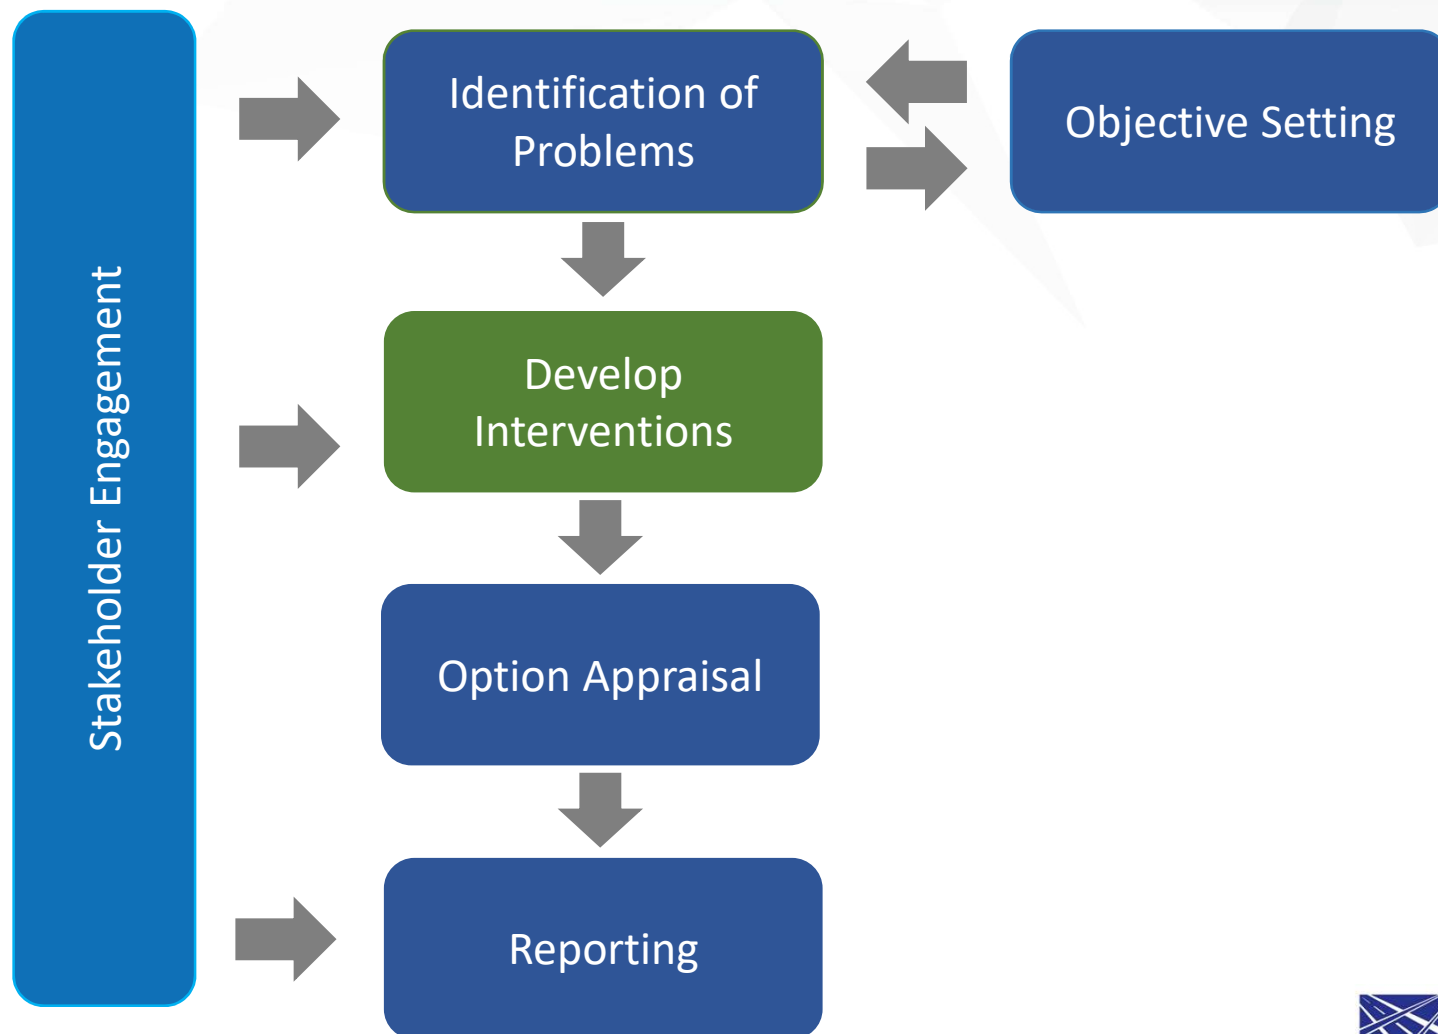 Stakeholder Engagement
Identification of
Problems
Objective Setting
Develop
Interventions
Option Appraisal
Reporting